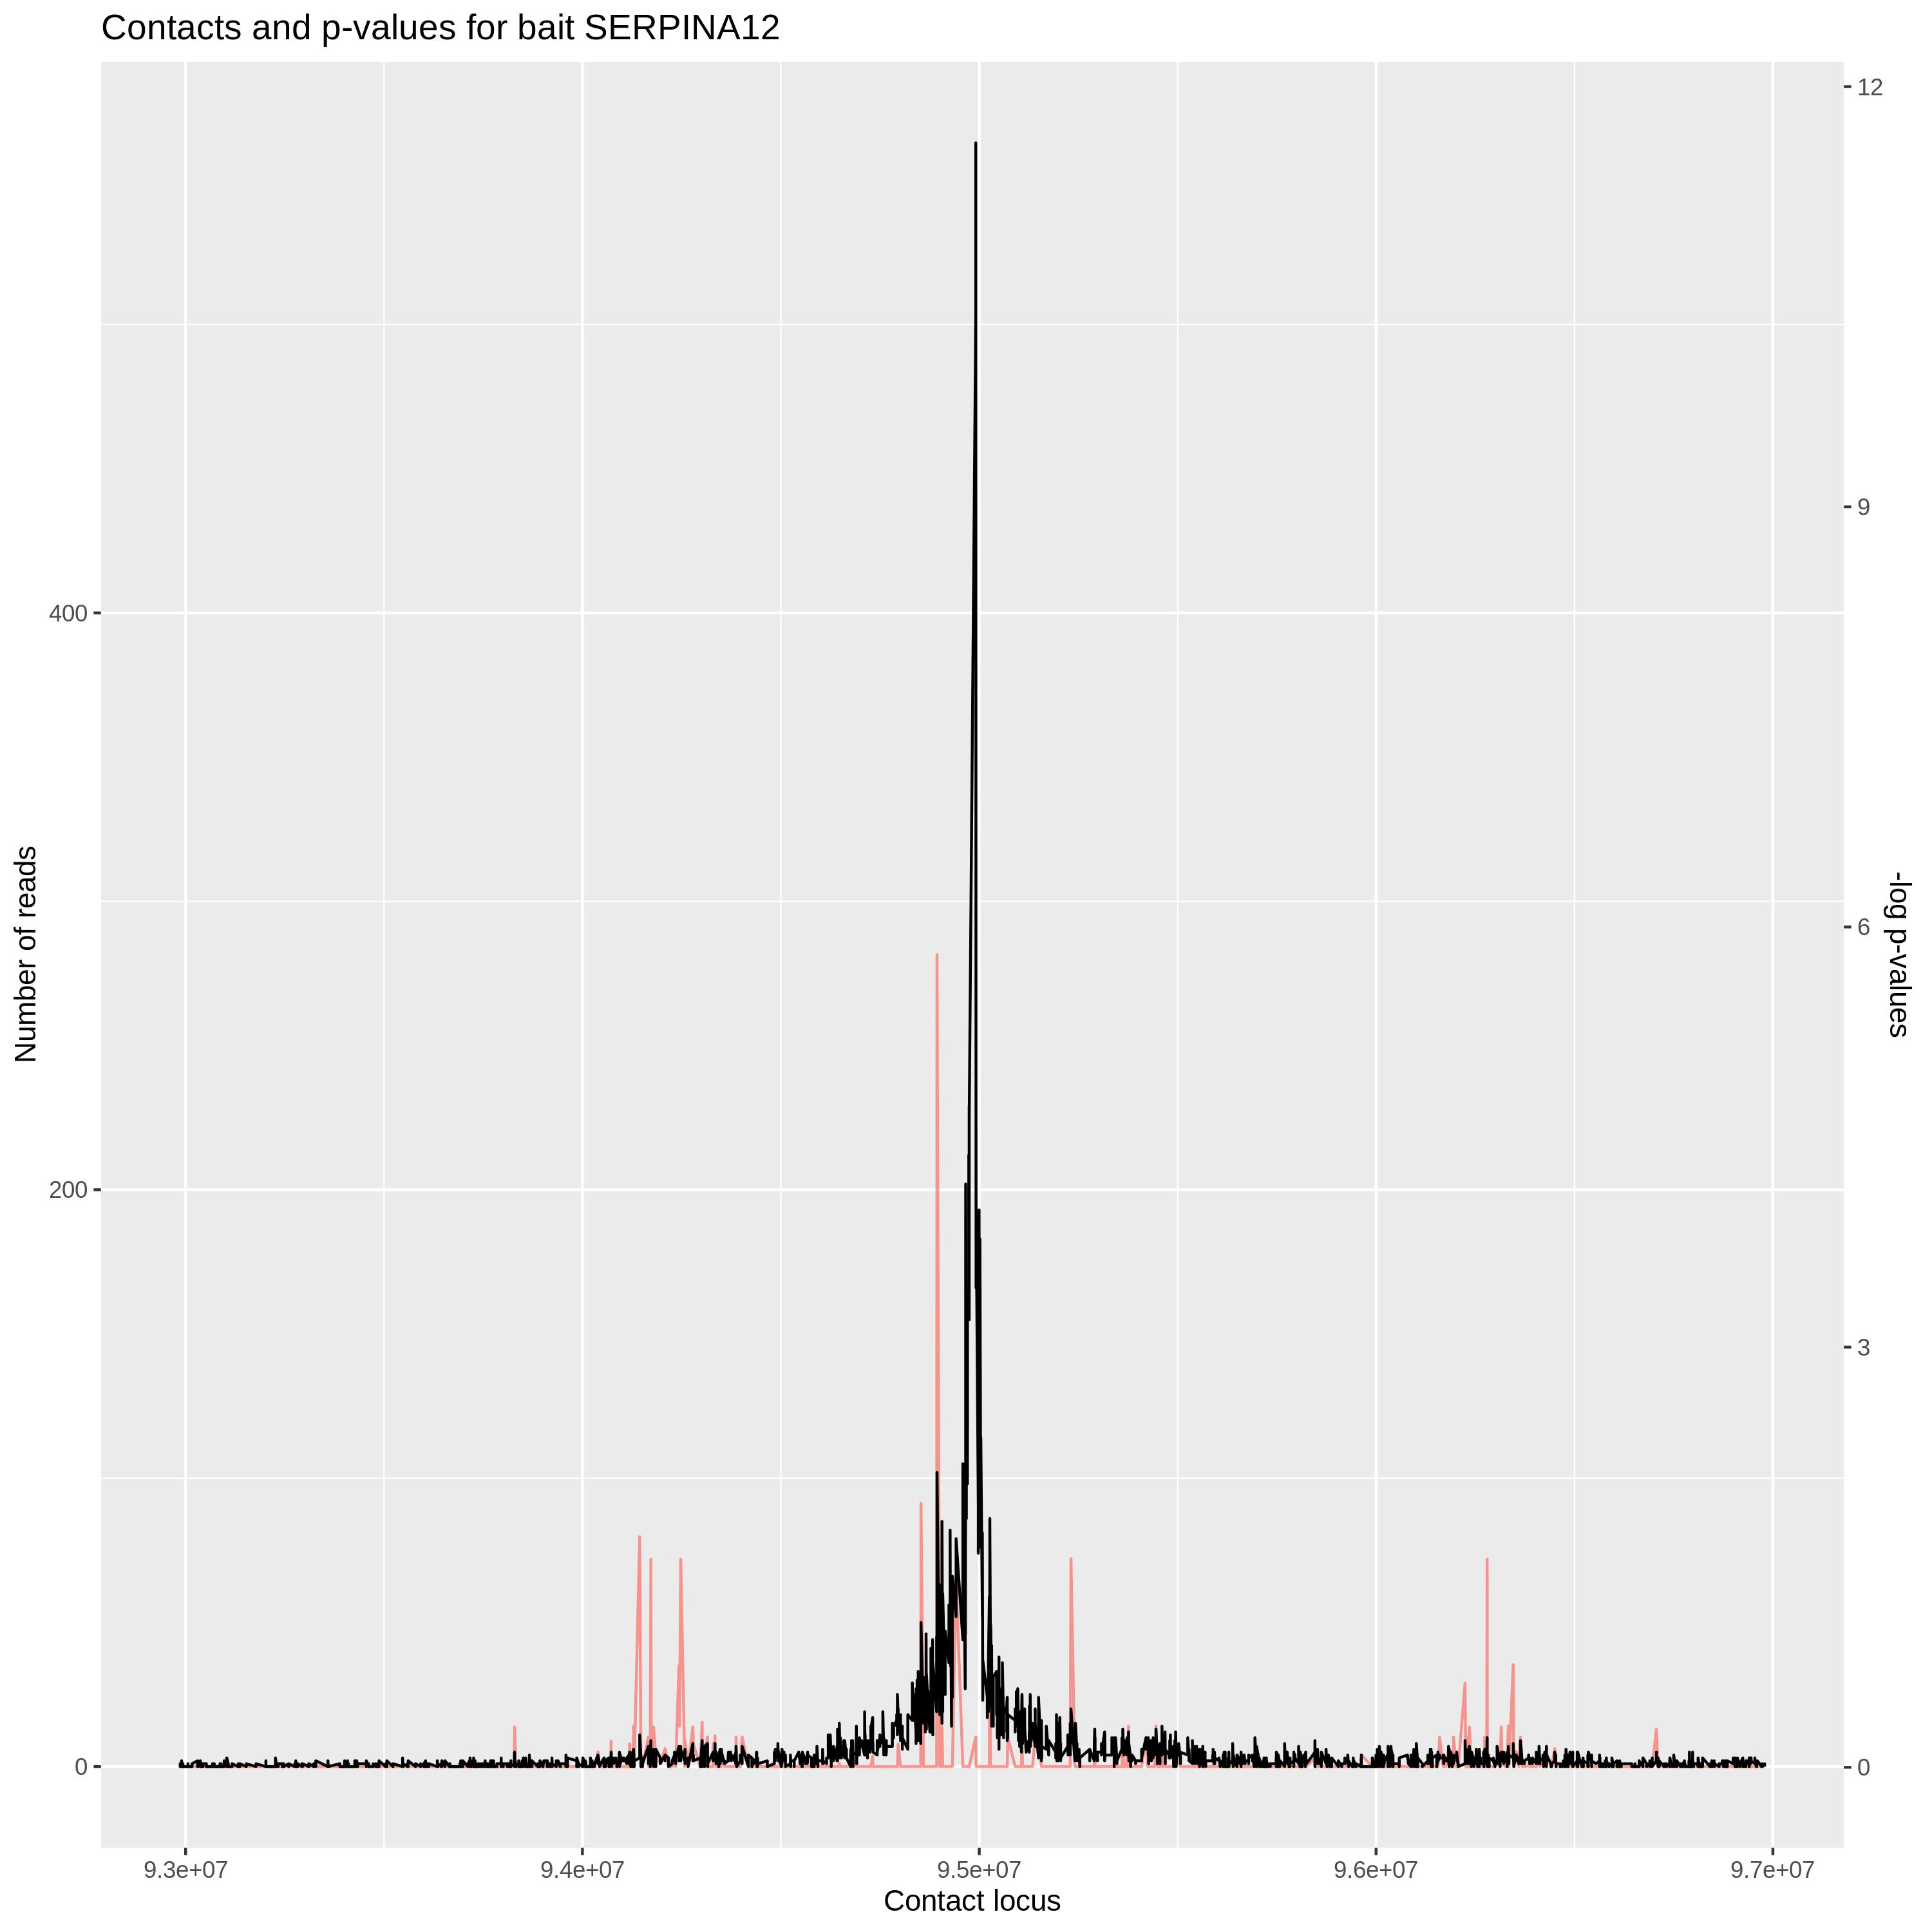 Contacts and p-values for bait SERPINA12
12
9
400
Number of reads
-log p-values
6
200
3
0
0
9.3e+07 9.4e+07 9.5e+07 9.6e+07 9.7e+07
Contact locus